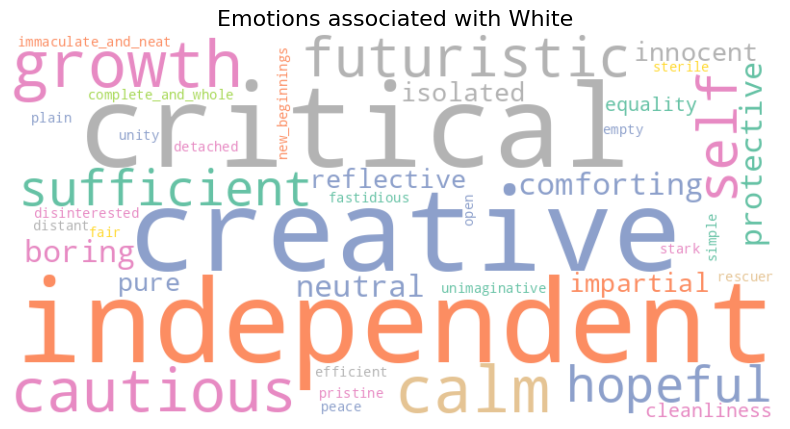 Emotions associated with White
immaculate_and_neat
growth
futuristic
innocent
sterile
complete_and_whole
new_beginnings
isolated
equality
self
protective
critical
plain
unity
detached
empty
sufficient
reflective
comforting
fastidious
disinterested
distant
fair
creative
open
simple
boring
stark
pure
neutral
unimaginative
impartial
rescuer
independent
cautious
efficient
pristine
peace
calm
hopeful
cleanliness